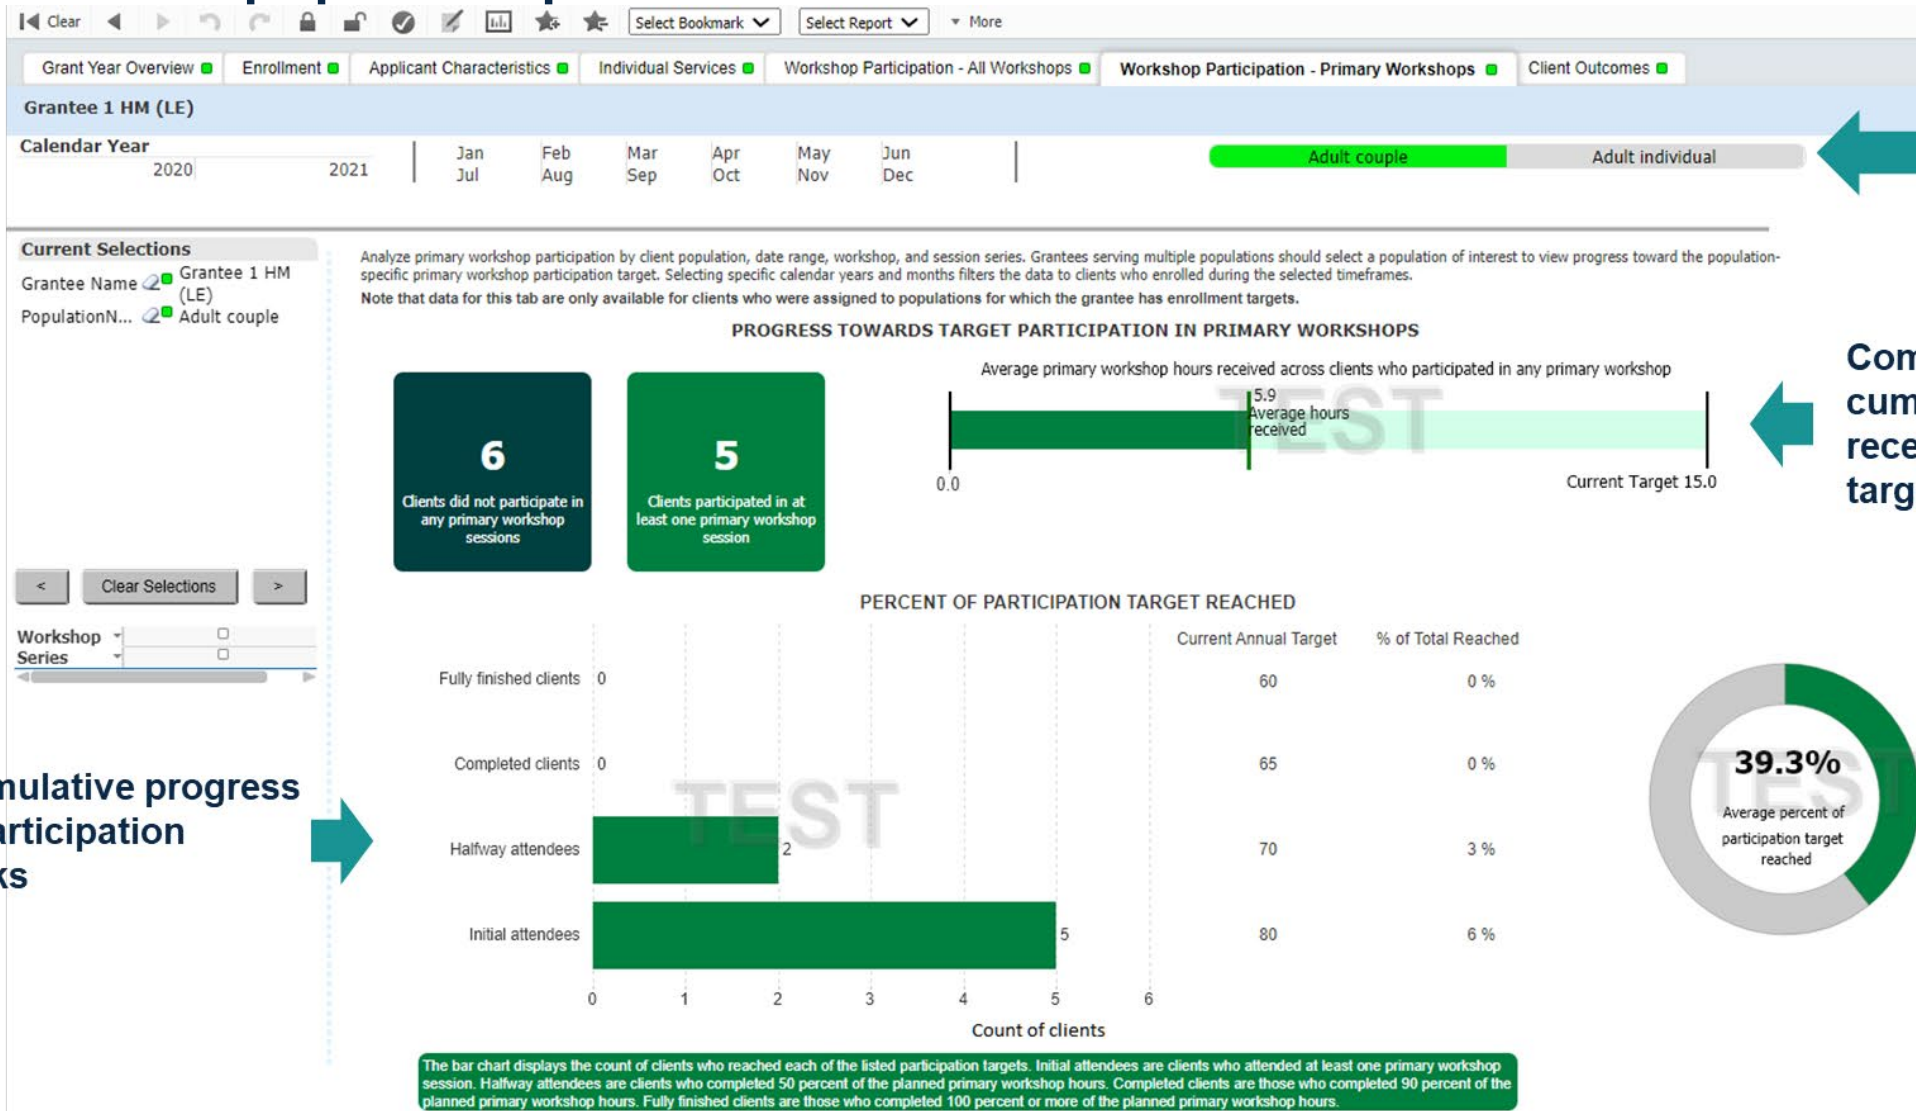 Clear
Select Bookmark
Select Report
More
Grant Year Overview
Enrollment
Applicant Characteristics
Individual Services
Workshop Participation - All Workshops
Workshop Participation - Primary Workshops
Client Outcomes
Grantee 1 HM (LE)
Calendar Year
2020 2021
Jan Feb Mar Apr May Jun
Jul Aug Sep Oct Nov Dec
Adult couple
Adult individual
Current Selections
Grantee Name Grantee 1 HM
(LE)
PopulationN... Adult couple
< Clear Selections >
Workshop
Series
Analyze primary workshop participation by client population, date range, workshop, and session series. Grantees serving multiple populations should select a population of interest to view progress toward the population-
specific primary workshop participation target. Selecting specific calendar years and months filters the data to clients who enrolled during the selected timeframes.
Note that data for this tab are only available for clients who were assigned to populations for which the grantee has enrollment targets.
PROGRESS TOWARDS TARGET PARTICIPATION IN PRIMARY WORKSHOPS
6
Clients did not participate in
any primary workshop
sessions
5
Clients participated in at
least one primary workshop
session
Average primary workshop hours received across clients who participated in any primary workshop
TEST
5.9
Average hours
received
0.0
Current Target 15.0
PERCENT OF PARTICIPATION TARGET REACHED
Current Annual Target % of Total Reached
Fully finished clients 0 60 0 %
Completed clients 0 65 0 %
TEST
Halfway attendees 2 70 3 %
Initial attendees 5 80 6 %
0 1 2 3 4 5 6
Count of clients
TEST
39.3%
Average percent of
participation target
reached
The bar chart displays the count of clients who reached each of the listed participation targets. Initial attendees are clients who attended at least one primary workshop
session. Halfway attendees are clients who completed 50 percent of the planned primary workshop hours. Completed clients are those who completed 90 percent of the
planned primary workshop hours. Fully finished clients are those who completed 100 percent or more of the planned primary workshop hours.
mulative progress
articipation
ks
Com
cum
rece
targ